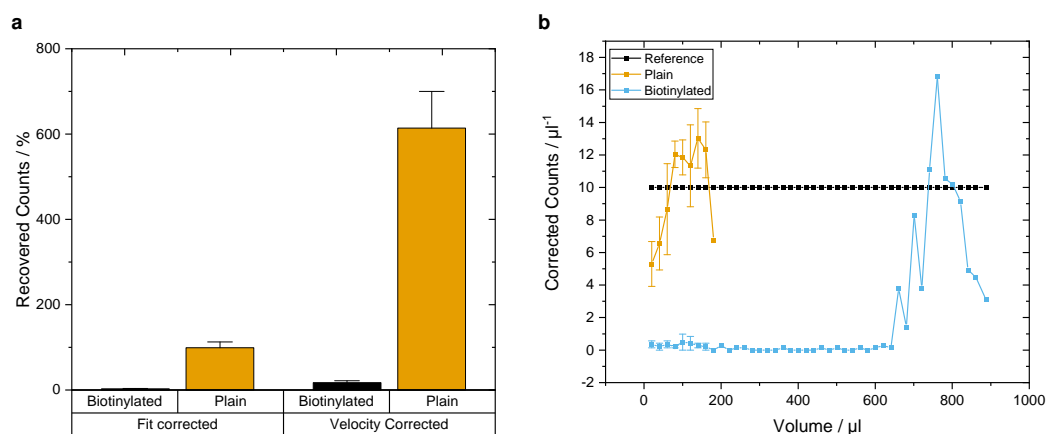 a
800
600
400
200
0
Recovered Counts / %
Biotinylated Plain Biotinylated Plain
Fit corrected Velocity Corrected
b
18
16
14
12
10
8
6
4
2
0
-2
Corrected Counts / µl-1
Reference
Plain
Biotinylated
0 200 400 600 800 1000
Volume / µl